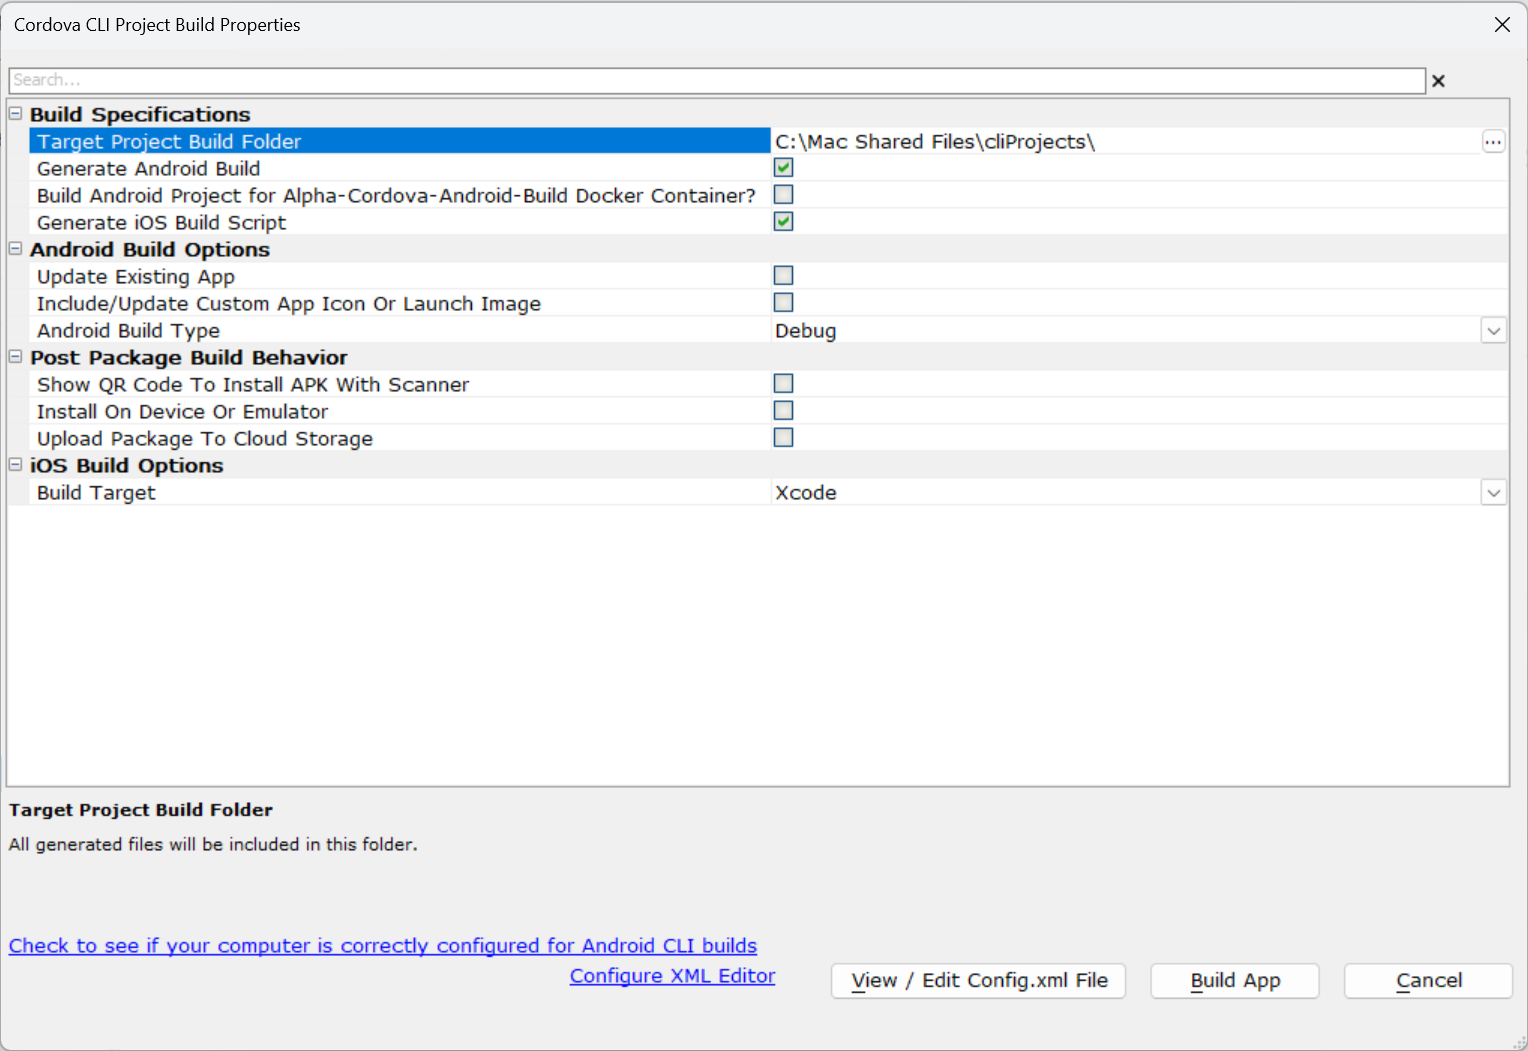 Cordova CLI Project Build Properties
Search...
Build Specifications
Target Project Build Folder C:\Mac Shared Files\cliProjects\ ...
Generate Android Build
Build Android Project for Alpha-Cordova-Android-Build Docker Container?
Generate iOS Build Script
Android Build Options
Update Existing App
Include/Update Custom App Icon Or Launch Image
Android Build Type Debug
Post Package Build Behavior
Show QR Code To Install APK With Scanner
Install On Device Or Emulator
Upload Package To Cloud Storage
iOS Build Options
Build Target Xcode
Target Project Build Folder
All generated files will be included in this folder.
Check to see if your computer is correctly configured for Android CLI builds
Configure XML Editor View / Edit Config.xml File Build App Cancel